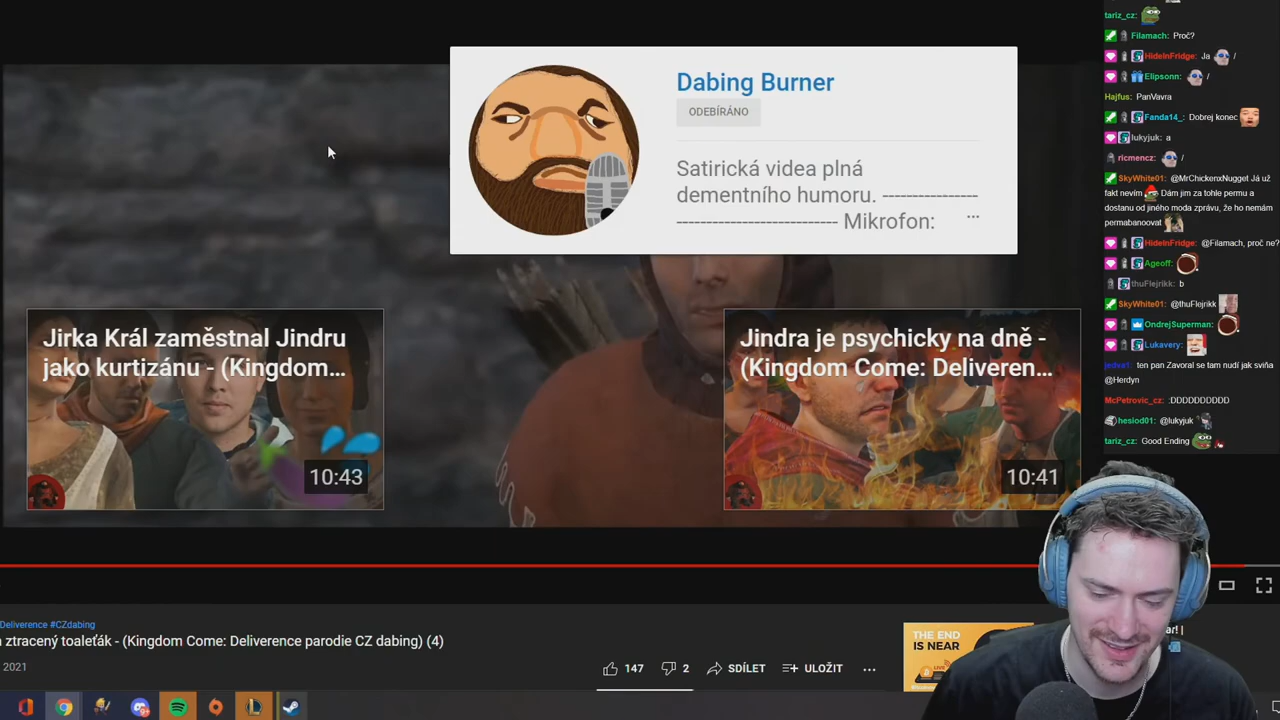 Dabing Burner
ODEBÍRÁNO
Satirická videa plná
dementního humoru. ----------------
--------------------------- Mikrofon:
...
Jirka Král zaměstnal Jindru
jako kurtizánu - (Kingdom...
10:43
Jindra je psychicky na dně -
(Kingdom Come: Deliveren...
10:41
Deliverence #CZdabing
ztracený toaleťák - (Kingdom Come: Deliverence parodie CZ dabing) (4)
2021
147
2
SDÍLET
ULOŽIT
THE END
IS NEAR
LIVE
tariz_cz:
Filamach: Proč?
HideInFridge: Ja /
Elipsonn: /
Hajfus: PanVavra
Fanda14_: Dobrej konec
lukyjuk: a
ricmencz: /
SkyWhite01: @MrChickenxNugget Já už
fakt nevím Dám jim za tohle permu a
dostanu od jiného moda zprávu, že ho nemám
permabanoovat
HideInFridge: @Filamach, proč ne?
Ageoff:
thuFlejrikk: b
SkyWhite01: @thuFlejrikk
OndrejSuperman:
Lukavery:
jedva1: ten pan Zavoral se tam nudí jak sviňa
@Herdyn
McPetrovic_cz: :DDDDDDDDDD
heslod01: @lukyjuk
tariz_cz: Good Ending